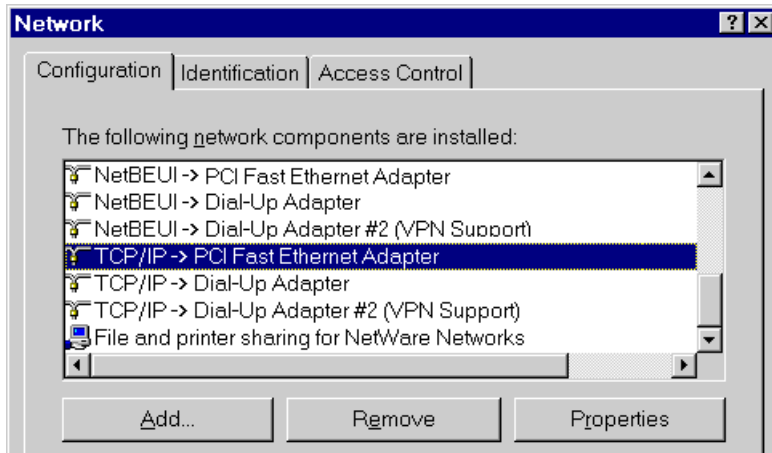 Network
Configuration Identification Access Control
The following network components are installed:
NetBEUI -> PCI Fast Ethernet Adapter
NetBEUI -> Dial-Up Adapter
NetBEUI -> Dial-Up Adapter #2 (VPN Support)
TCP/IP -> PCI Fast Ethernet Adapter
TCP/IP -> Dial-Up Adapter
TCP/IP -> Dial-Up Adapter #2 (VPN Support)
File and printer sharing for NetWare Networks
Add... Remove Properties